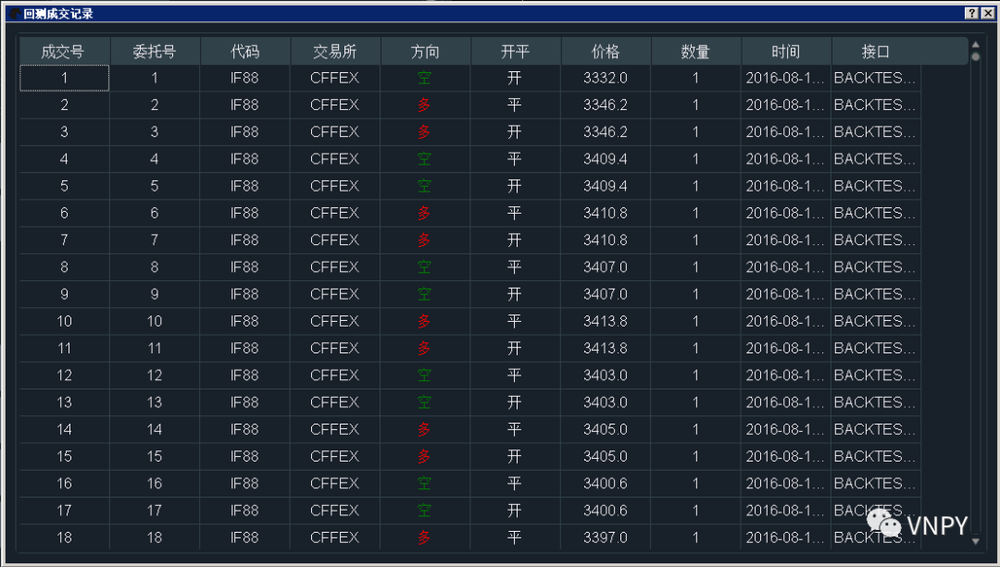 回测成交记录
成交号 委托号 代码 交易所 方向 开平 价格 数量 时间 接口
1 1 IF88 CFFEX 空 开 3332.0 1 2016-08-1... BACKTES...
2 2 IF88 CFFEX 多 平 3346.2 1 2016-08-1... BACKTES...
3 3 IF88 CFFEX 多 开 3346.2 1 2016-08-1... BACKTES...
4 4 IF88 CFFEX 空 平 3409.4 1 2016-08-1... BACKTES...
5 5 IF88 CFFEX 空 开 3409.4 1 2016-08-1... BACKTES...
6 6 IF88 CFFEX 多 平 3410.8 1 2016-08-1... BACKTES...
7 7 IF88 CFFEX 多 开 3410.8 1 2016-08-1... BACKTES...
8 8 IF88 CFFEX 空 平 3407.0 1 2016-08-1... BACKTES...
9 9 IF88 CFFEX 空 开 3407.0 1 2016-08-1... BACKTES...
10 10 IF88 CFFEX 多 平 3413.8 1 2016-08-1... BACKTES...
11 11 IF88 CFFEX 多 开 3413.8 1 2016-08-1... BACKTES...
12 12 IF88 CFFEX 空 平 3403.0 1 2016-08-1... BACKTES...
13 13 IF88 CFFEX 空 开 3403.0 1 2016-08-1... BACKTES...
14 14 IF88 CFFEX 多 平 3405.0 1 2016-08-1... BACKTES...
15 15 IF88 CFFEX 多 开 3405.0 1 2016-08-1... BACKTES...
16 16 IF88 CFFEX 空 平 3400.6 1 2016-08-1... BACKTES...
17 17 IF88 CFFEX 空 开 3400.6 1 2016-08-1... BACKTES...
18 18 IF88 CFFEX 多 平 3397.0 1 2016-08-1... BACKTES...
VNPY